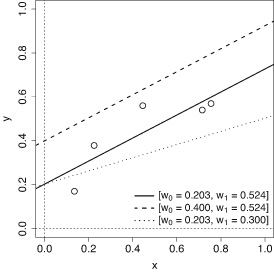 1.0
0.8
0.6
y
0.4
0.2
0.0
0.0 0.2 0.4 0.6 0.8 1.0
x
[w₀ = 0.203, w₁ = 0.524]
[w₀ = 0.400, w₁ = 0.524]
[w₀ = 0.203, w₁ = 0.300]